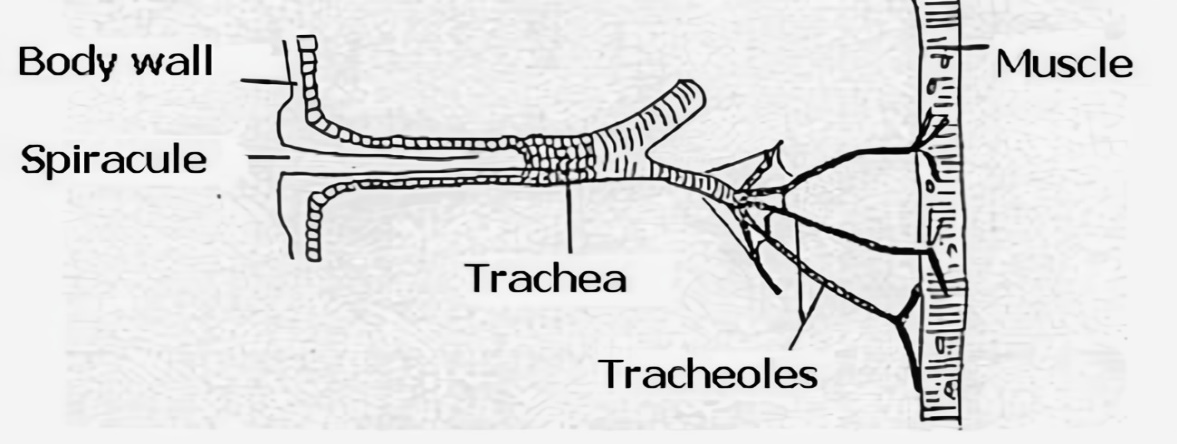 Body wall
Muscle
Spiracule
Trachea
Tracheoles